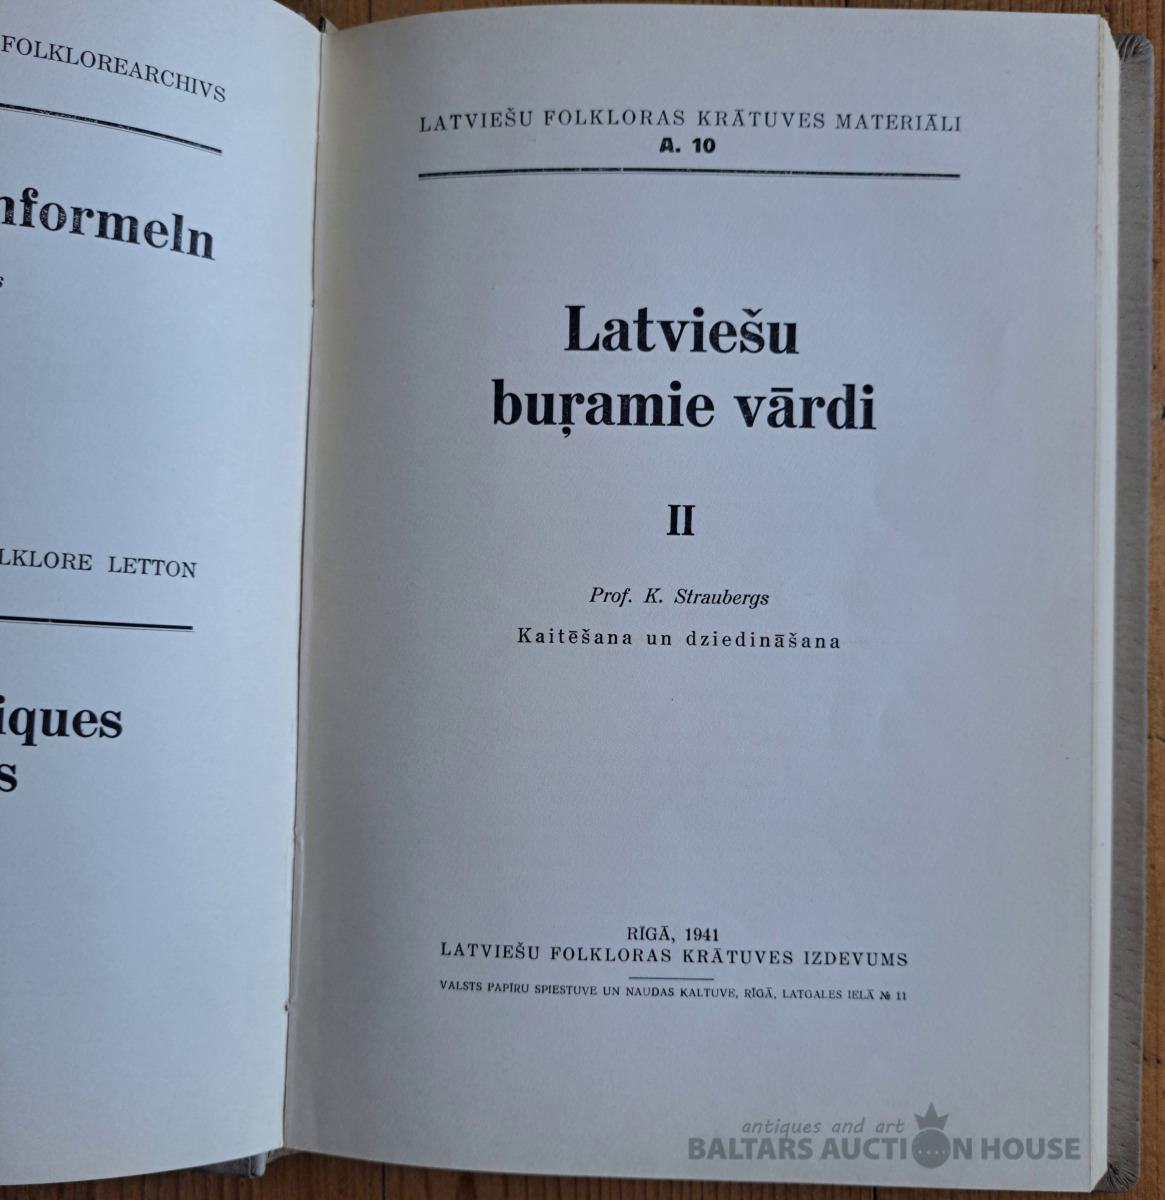 FOLKLOREARCHIVS
nformeln
s
LKLORE LETTON
iques
s
LATVIEŠU FOLKLORAS KRĀTUVES MATERIĀLI
A. 10
Latviešu
buŗamie vārdi
II
Prof. K. Straubergs
Kaitēšana un dziedināšana
RĪGĀ, 1941
LATVIEŠU FOLKLORAS KRĀTUVES IZDEVUMS
VALSTS PAPĪRU SPIESTUVE UN NAUDAS KALTUVE, RĪGĀ, LATGALES IELĀ № 11
antiques and art
BALTARS AUCTION HOUSE